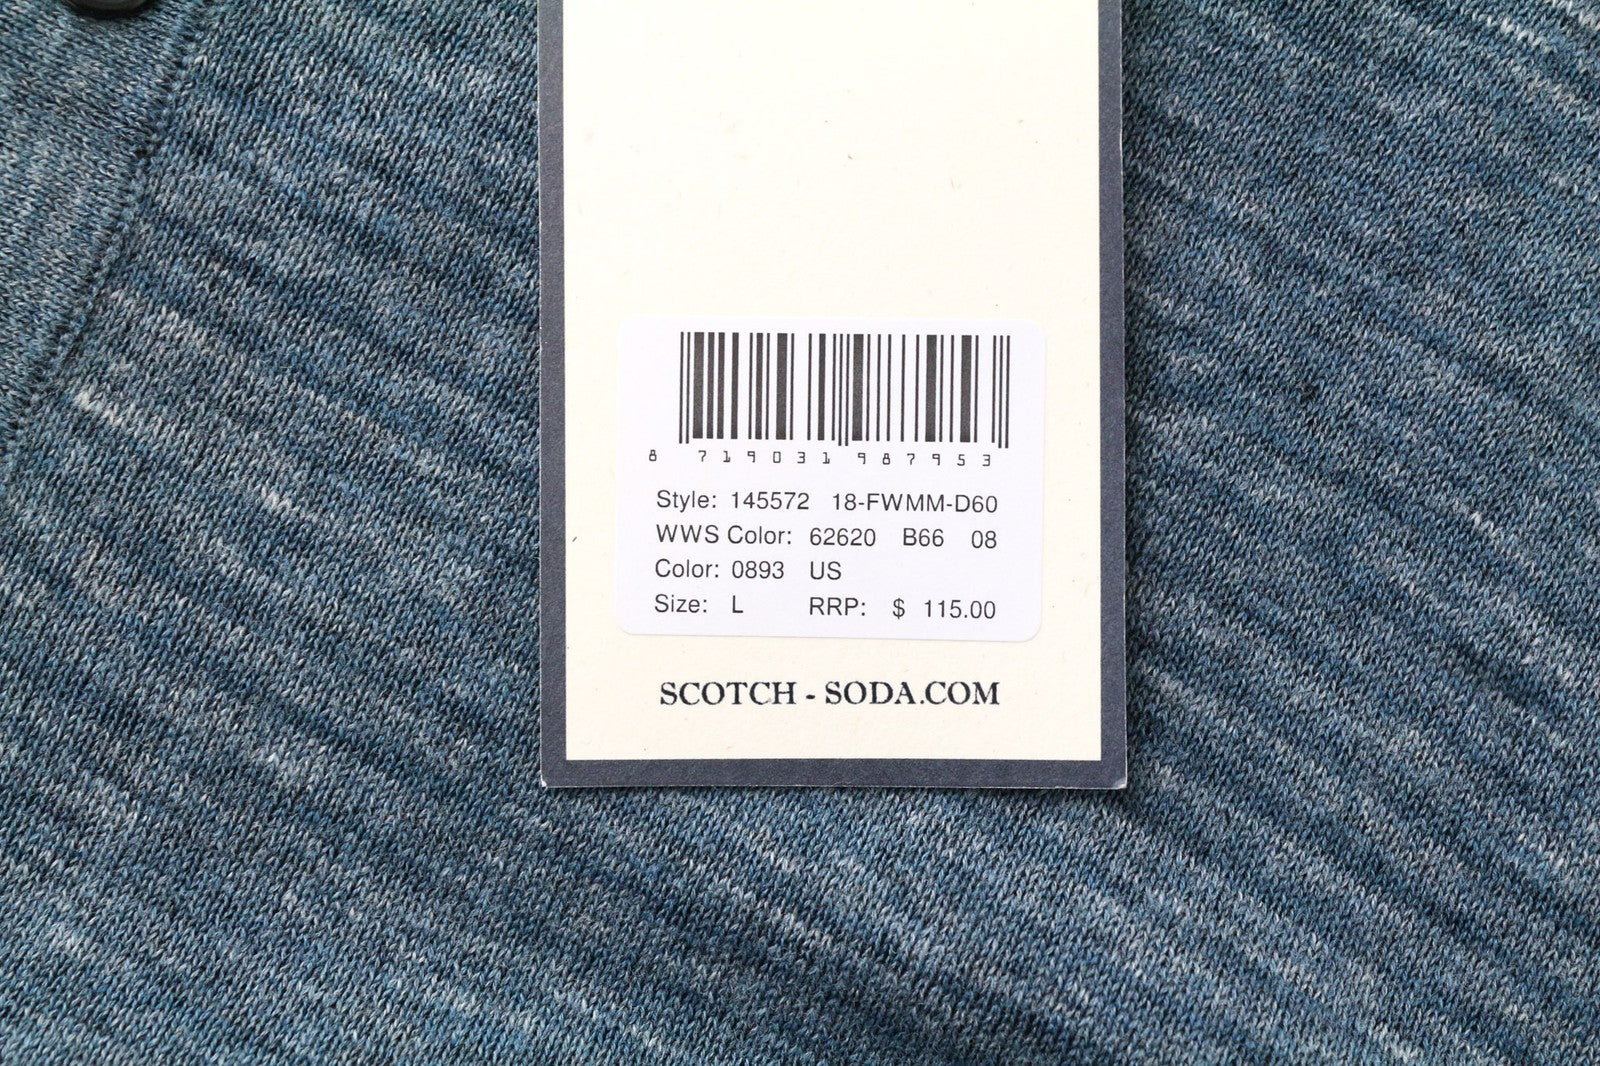 8 719031 987953
Style: 145572 18-FWMM-D60
WWS Color: 62620 B66 08
Color: 0893 US
Size: L RRP: $ 115.00
SCOTCH - SODA.COM